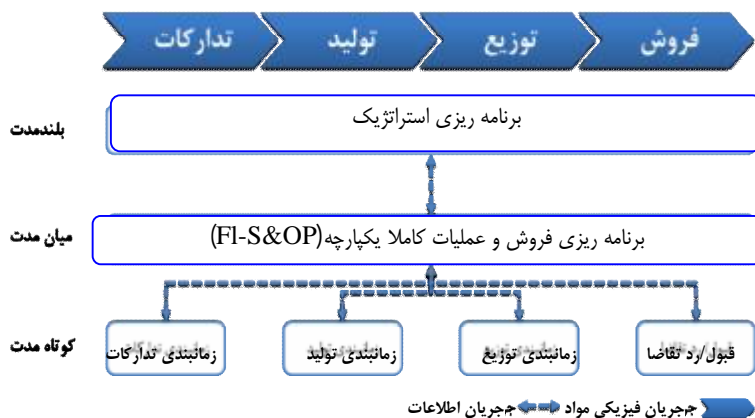 فروش توزیع تولید تدارکات
بلندمدت
برنامه ریزی استراتژیک
میان مدت
برنامه ریزی فروش و عملیات کاملا یکپارچه(Fl-S&OP)
کوتاه مدت
قبول/رد تقاضا زمانبندی توزیع زمانبندی تولید زمانبندی تدارکات
جریان فیزیکی مواد جریان اطلاعات